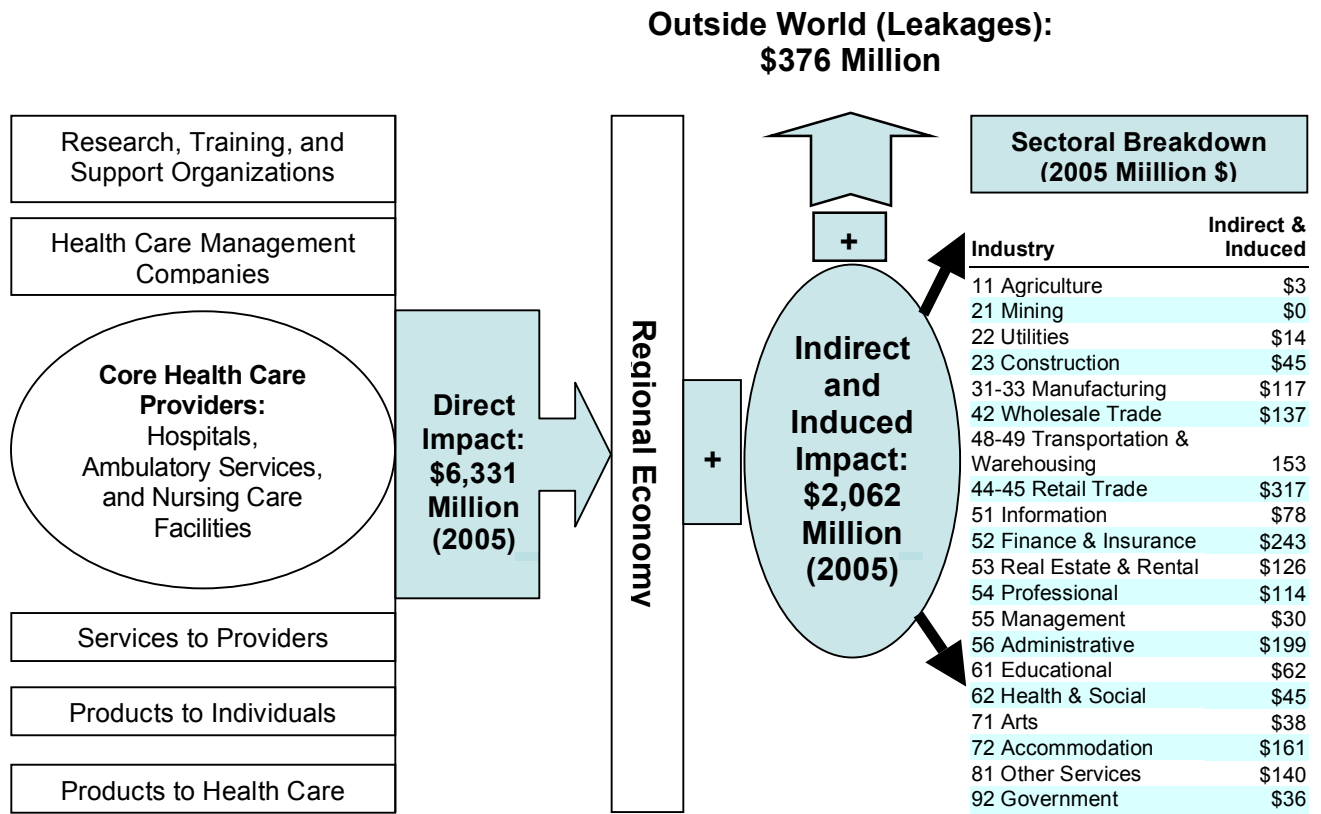 Outside World (Leakages):
$376 Million
Research, Training, and
Support Organizations
Health Care Management
Companies
Core Health Care
Providers:
Hospitals,
Ambulatory Services,
and Nursing Care
Facilities
Services to Providers
Products to Individuals
Products to Health Care
Direct
Impact:
$6,331
Million
(2005)
Regional Economy
+
+
Indirect
and
Induced
Impact:
$2,062
Million
(2005)
Sectoral Breakdown
(2005 Miillion $)
Indirect &
Industry Induced
11 Agriculture $3
21 Mining $0
22 Utilities $14
23 Construction $45
31-33 Manufacturing $117
42 Wholesale Trade $137
48-49 Transportation &
Warehousing 153
44-45 Retail Trade $317
51 Information $78
52 Finance & Insurance $243
53 Real Estate & Rental $126
54 Professional $114
55 Management $30
56 Administrative $199
61 Educational $62
62 Health & Social $45
71 Arts $38
72 Accommodation $161
81 Other Services $140
92 Government $36